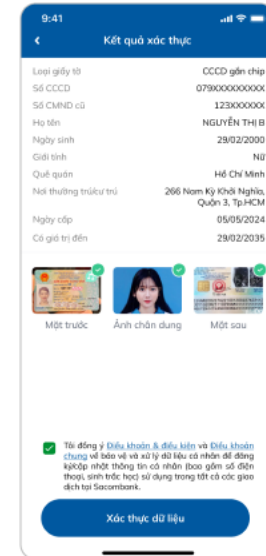 9:41
Kết quả xác thực
Loại giấy tờ CCCD gắn chip
Số CCCD 079XXXXXXXXX
Số CMND cũ 123XXXXXX
Họ tên NGUYỄN THỊ B
Ngày sinh 29/02/2000
Giới tính Nữ
Quê quán Hồ Chí Minh
Nơi thường trú/cư trú 266 Nam Kỳ Khởi Nghĩa,
Quận 3, Tp.HCM
Ngày cấp 05/05/2024
Có giá trị đến 29/02/2035
Mặt trước Ảnh chân dung Mặt sau
Tôi đồng ý Điều khoản & điều kiện và Điều khoản
chung về bảo vệ và xử lý dữ liệu cá nhân để đăng
ký/cập nhật thông tin cá nhân (bao gồm số điện
thoại, sinh trắc học) sử dụng trong tất cả các giao
dịch tại Sacombank.
Xác thực dữ liệu